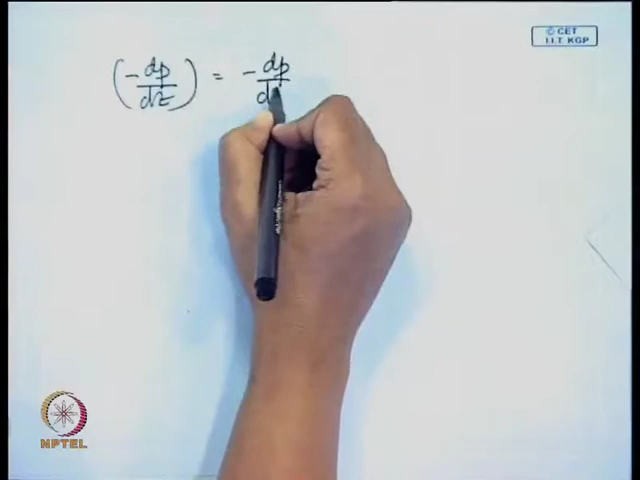 © CET
I.I.T. KGP
(-dp/dz) = -dp/d
NPTEL